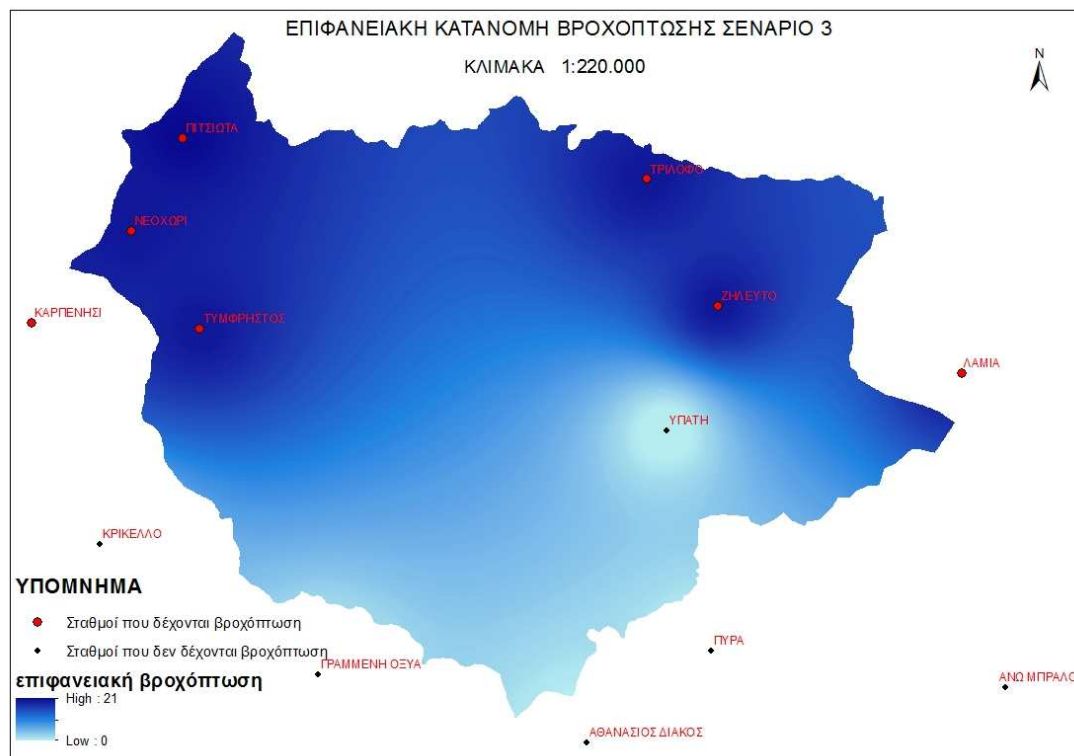 ΕΠΙΦΑΝΕΙΑΚΗ ΚΑΤΑΝΟΜΗ ΒΡΟΧΟΠΤΩΣΗΣ ΣΕΝΑΡΙΟ 3
ΚΛΙΜΑΚΑ 1:220.000
N
ΠΙΤΣΙΩΤΑ
ΤΡΙΛΟΦΟ
ΝΕΟΧΩΡΙ
ΖΗΛΕΥΤΟ
ΚΑΡΠΕΝΗΣΙ
ΤΥΜΦΡΗΣΤΟΣ
ΛΑΜΙΑ
ΥΠΑΤΗ
ΚΡΙΚΕΛΛΟ
ΥΠΟΜΝΗΜΑ
Σταθμοί που δέχονται βροχόπτωση
Σταθμοί που δεν δέχονται βροχόπτωση
ΠΥΡΑ
ΓΡΑΜΜΕΝΗ ΟΞΥΑ
ΑΝΩ ΜΠΡΑΛΟ
επιφανειακή βροχόπτωση
High : 21
Low : 0
ΑΘΑΝΑΣΙΟΣ ΔΙΑΚΟΣ